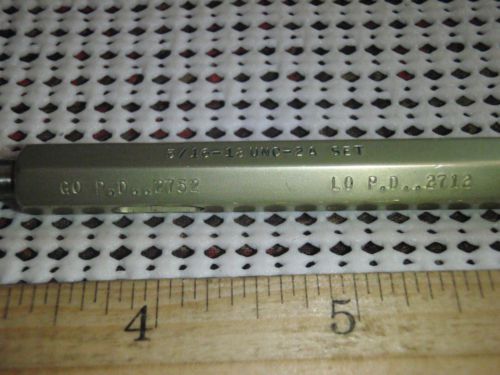 5/16-18 UNC-2A SET
GO P.D..2752 LO P.D..2712
4 5